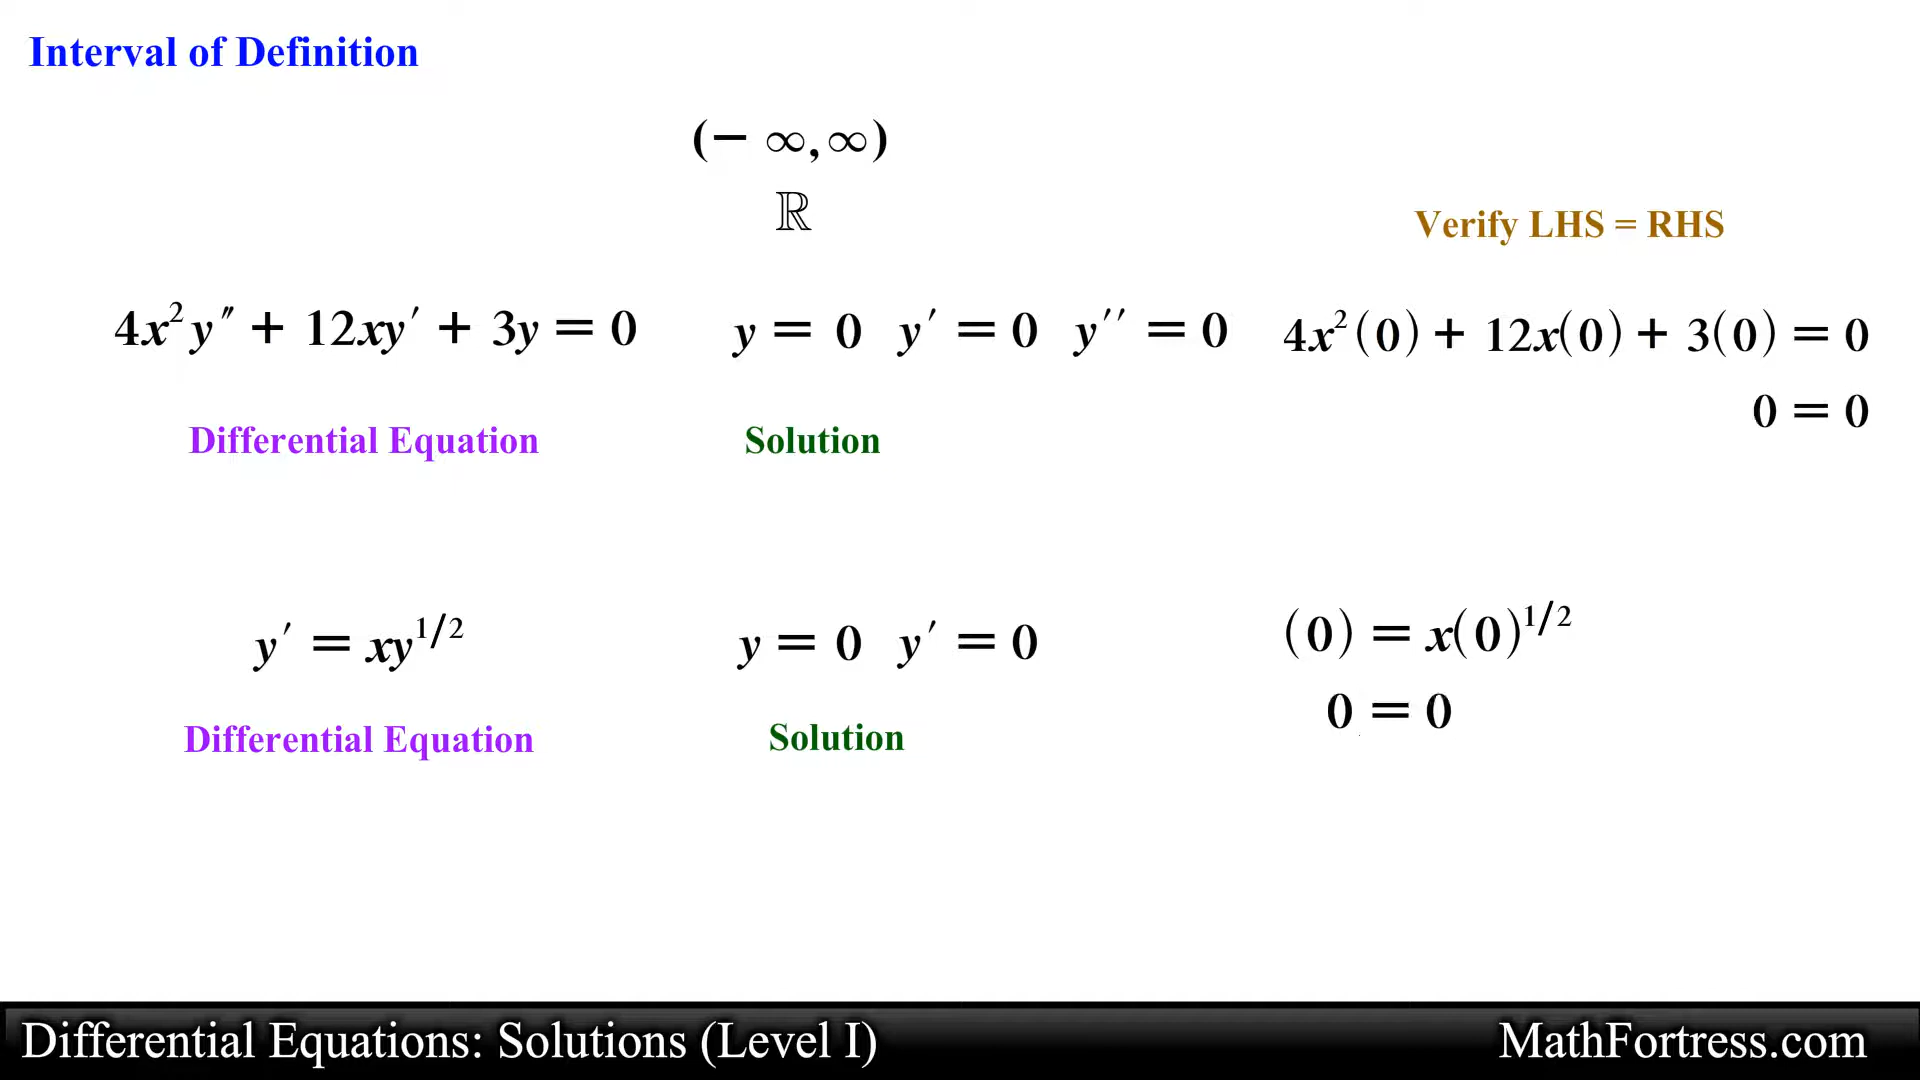 Interval of Definition
(− ∞, ∞)
ℝ
Verify LHS = RHS
4x²y″ + 12xy′ + 3y = 0 y = 0 y′ = 0 y′′ = 0 4x²(0) + 12x(0) + 3(0) = 0
0 = 0
Differential Equation Solution
y′ = xy^1/2 y = 0 y′ = 0 (0) = x(0)^1/2
0 = 0
Differential Equation Solution
Differential Equations: Solutions (Level I) MathFortress.com